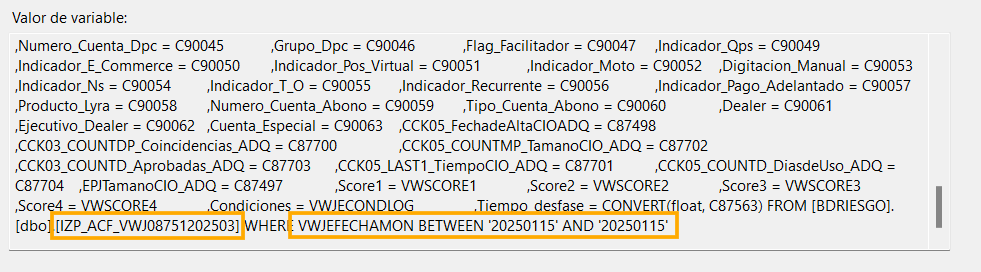 Valor de variable:
,Numero_Cuenta_Dpc = C90045 ,Grupo_Dpc = C90046 ,Flag_Facilitador = C90047 ,Indicador_Qps = C90049
,Indicador_E_Commerce = C90050 ,Indicador_Pos_Virtual = C90051 ,Indicador_Moto = C90052 ,Digitacion_Manual = C90053
,Indicador_Ns = C90054 ,Indicador_T_O = C90055 ,Indicador_Recurrente = C90056 ,Indicador_Pago_Adelantado = C90057
,Producto_Lyra = C90058 ,Numero_Cuenta_Abono = C90059 ,Tipo_Cuenta_Abono = C90060 ,Dealer = C90061
,Ejecutivo_Dealer = C90062 ,Cuenta_Especial = C90063 ,CCK05_FechadeAltaCIOADQ = C87498
,CCK03_COUNTDP_Coincidencias_ADQ = C87700 ,CCK05_COUNTMP_TamanoCIO_ADQ = C87702
,CCK03_COUNTD_Aprobadas_ADQ = C87703 ,CCK05_LAST1_TiempoCIO_ADQ = C87701 ,CCK05_COUNTD_DiasdeUso_ADQ =
C87704 ,EPJTamanoCIO_ADQ = C87497 ,Score1 = VWSCORE1 ,Score2 = VWSCORE2 ,Score3 = VWSCORE3
,Score4 = VWSCORE4 ,Condiciones = VWJECONDLOG ,Tiempo_desfase = CONVERT(float, C87563) FROM [BDRIESGO].
[dbo].[IZP_ACF_VWJ08751202503] WHERE VWJEFECHAMON BETWEEN '20250115' AND '20250115'